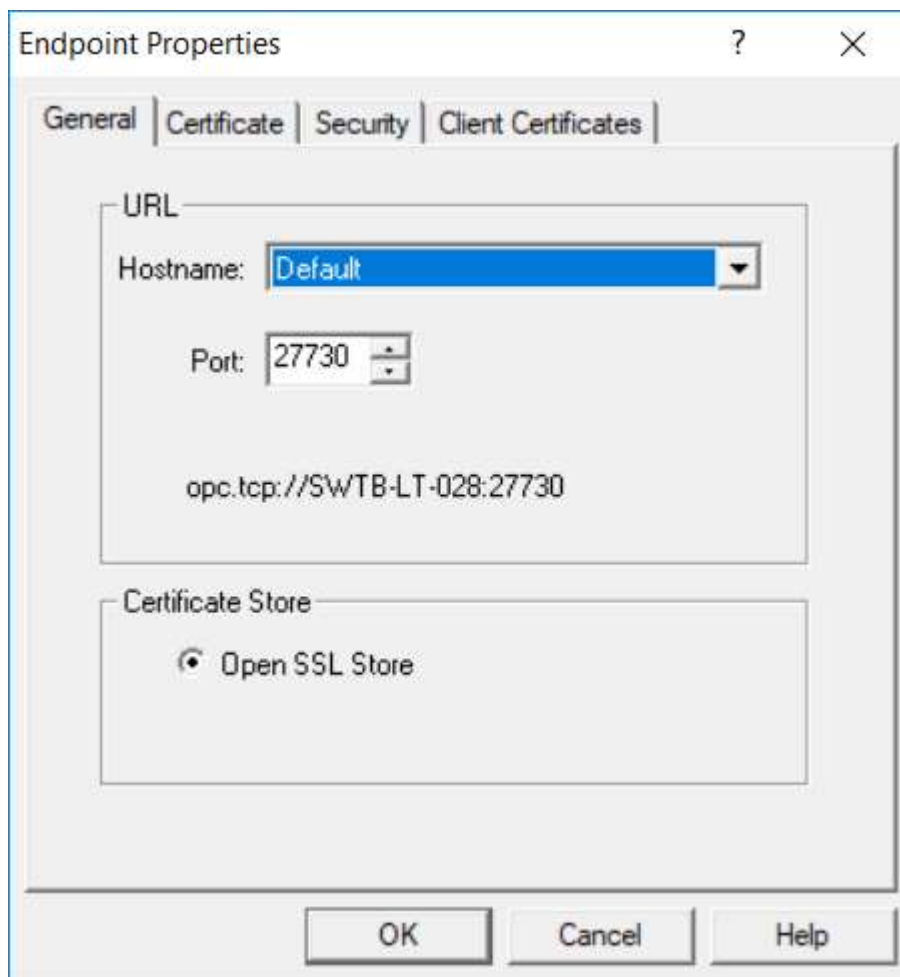 Endpoint Properties ?
General Certificate Security Client Certificates
URL
Hostname: Default
Port: 27730
opc.tcp://SWTB-LT-028:27730
Certificate Store
Open SSL Store
OK Cancel Help